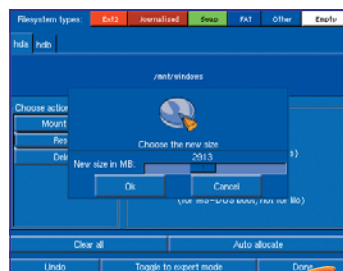 Filesystem types: Ext2 Journalised Swap FAT Other Empty
hda hdb
/mnt/windows
Choose action
Mount
Res
Dele
Choose the new size
New size in MB: 2913
Ok Cancel
(for MS-DOS boot, not for lilo)
Clear all Auto allocate
Undo Toggle to expert mode Done